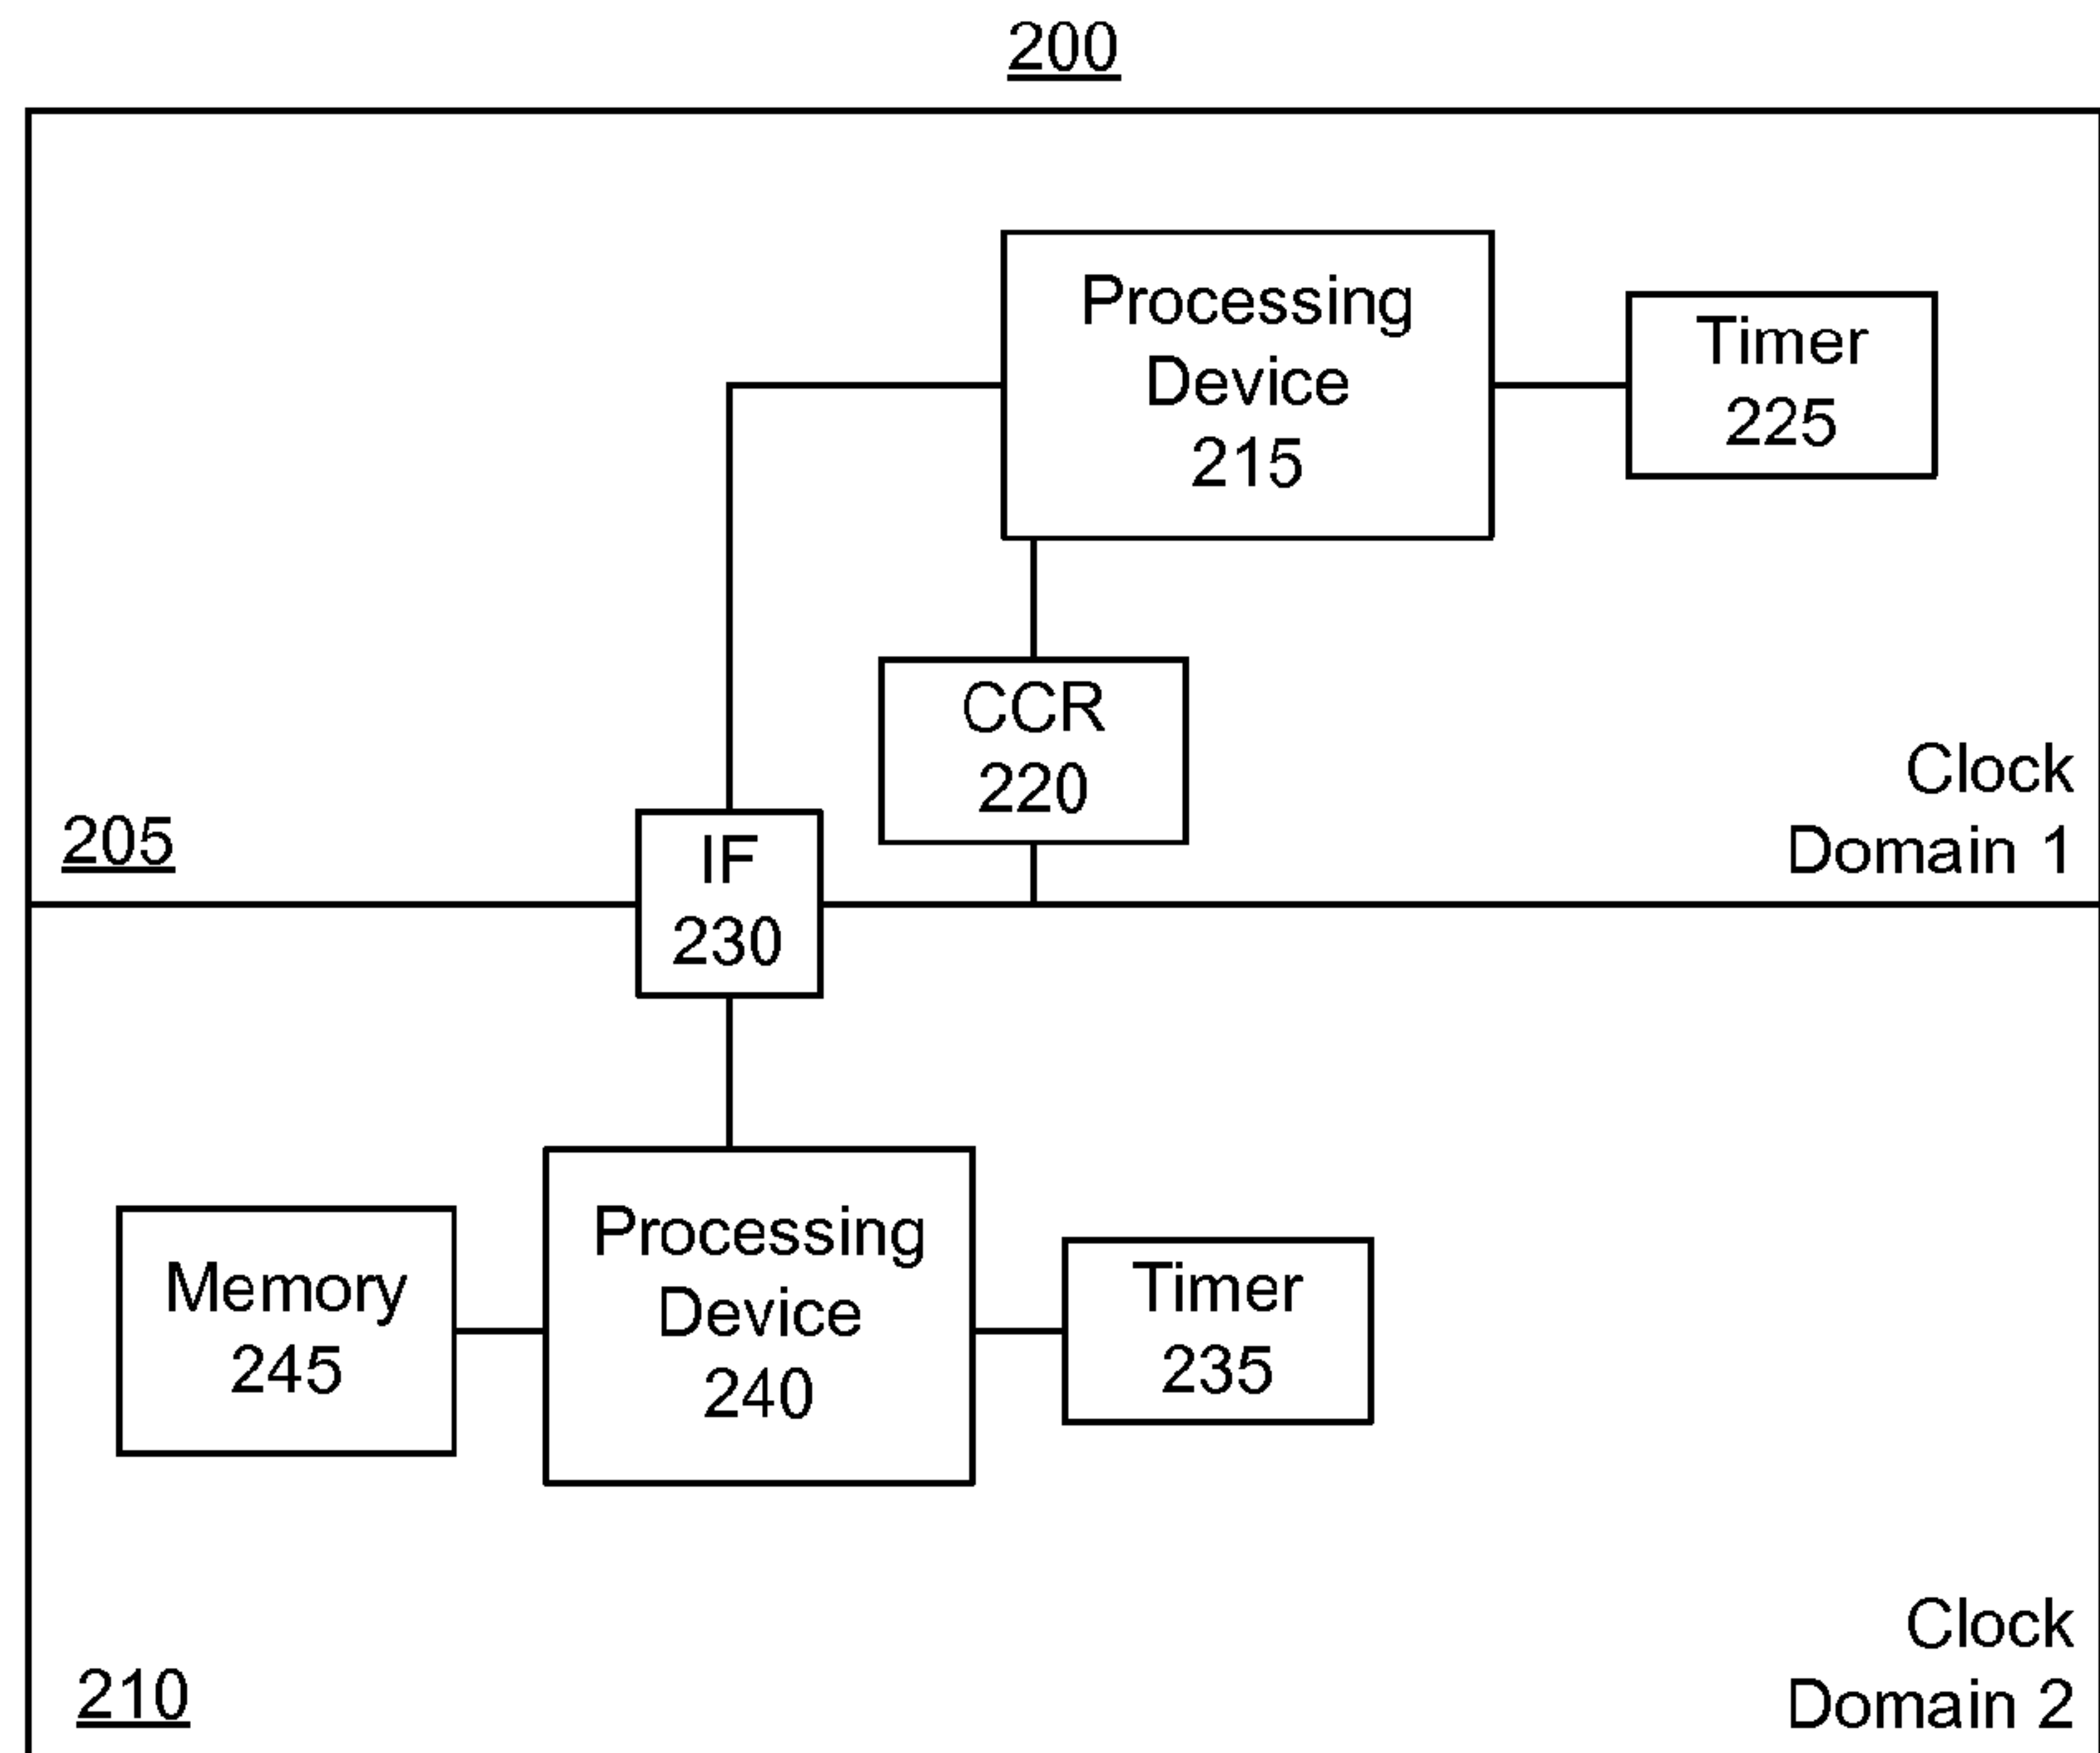 200
Processing
Device
215
Timer
225
CCR
220
Clock
Domain 1
205
IF
230
Processing
Device
240
Memory
245
Timer
235
Clock
Domain 2
210